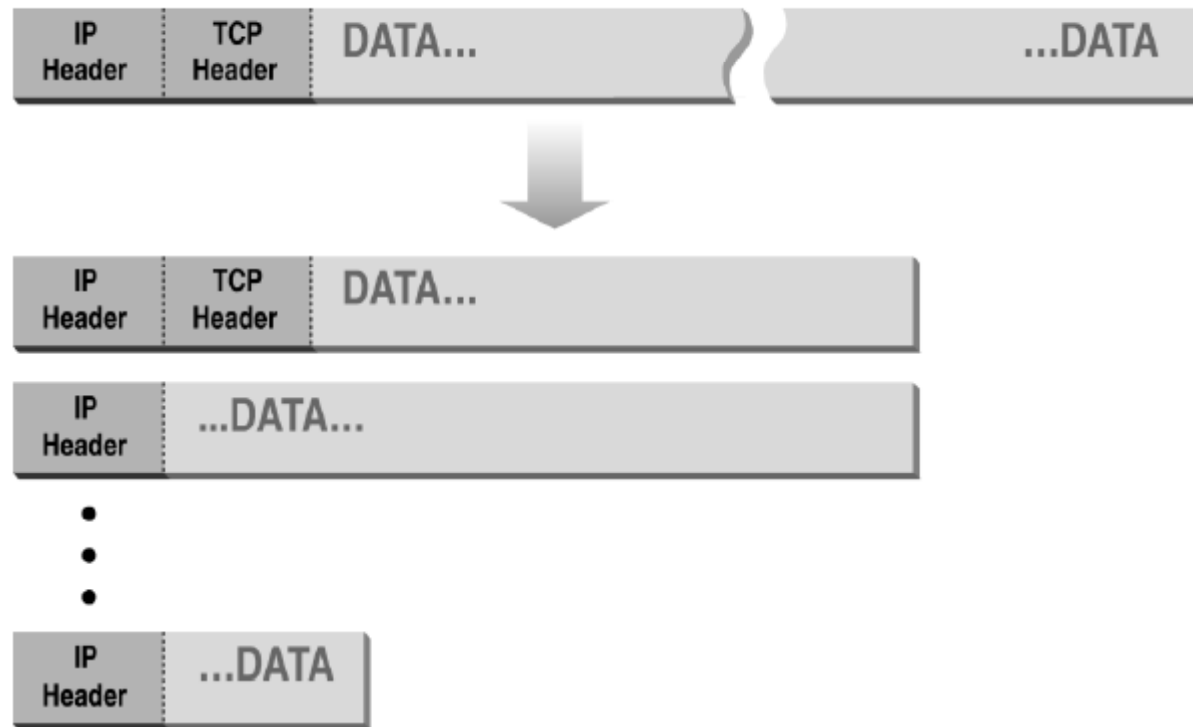 IP
Header
TCP
Header
DATA...
...DATA
IP
Header
TCP
Header
DATA...
IP
Header
...DATA...
IP
Header
...DATA